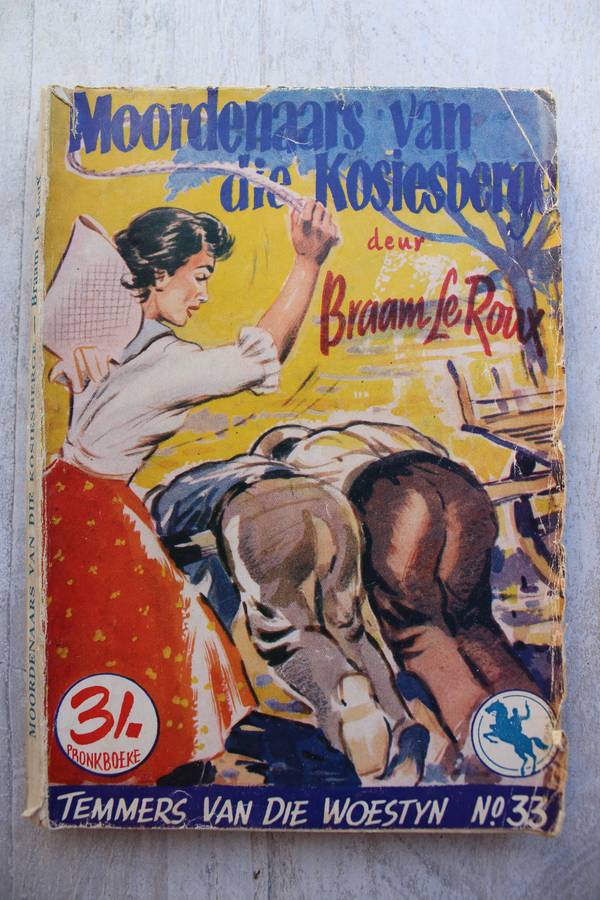 Moordenaars van
die Kosiesberge
deur
Braam Le Roux
MOORDENAARS VAN DIE KOSIESBERGE — Braam le Roux
3/-
PRONKBOEKE
TEMMERS VAN DIE WOESTYN No 33